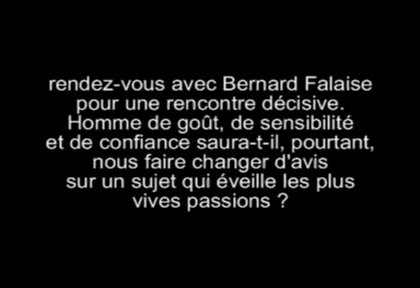 rendez-vous avec Bernard Falaise
pour une rencontre décisive.
Homme de goût, de sensibilité
et de confiance saura-t-il, pourtant,
nous faire changer d'avis
sur un sujet qui éveille les plus
vives passions ?